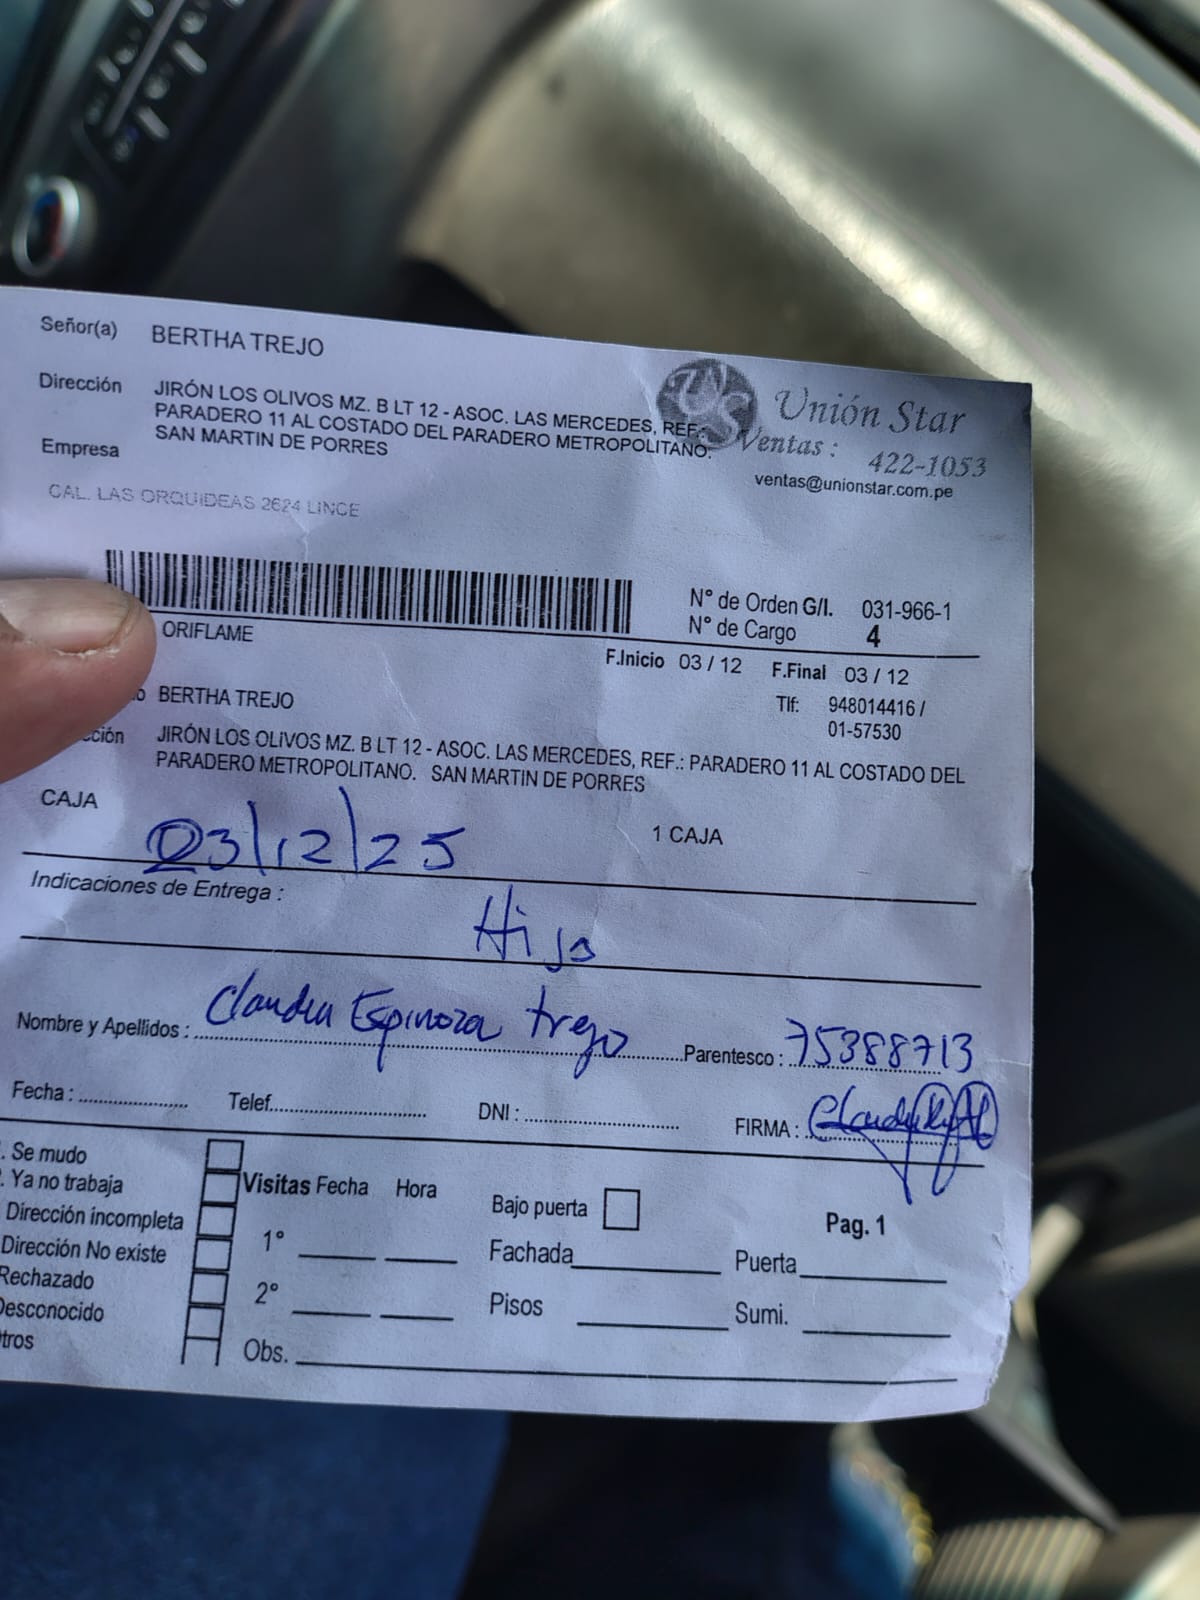 Señor(a) BERTHA TREJO
Dirección JIRÓN LOS OLIVOS MZ. B LT 12 - ASOC. LAS MERCEDES, REF.:
PARADERO 11 AL COSTADO DEL PARADERO METROPOLITANO.
SAN MARTIN DE PORRES
Empresa
CAL. LAS ORQUIDEAS 2624 LINCE
Unión Star
Ventas : 422-1053
ventas@unionstar.com.pe
N° de Orden G/I. 031-966-1
N° de Cargo 4
ORIFLAME
F.Inicio 03 / 12 F.Final 03 / 12
BERTHA TREJO
Tlf: 948014416 /
01-57530
JIRÓN LOS OLIVOS MZ. B LT 12 - ASOC. LAS MERCEDES, REF.: PARADERO 11 AL COSTADO DEL
PARADERO METROPOLITANO. SAN MARTIN DE PORRES
CAJA 1 CAJA
03/12/25
Indicaciones de Entrega :
Hija
Nombre y Apellidos : Claudia Espinoza trejo Parentesco : 75388713
Fecha : Telef. DNI : FIRMA :
. Se mudo
. Ya no trabaja
Dirección incompleta
Dirección No existe
Rechazado
Desconocido
Otros
Visitas Fecha Hora
1°
2°
Obs.
Bajo puerta
Fachada
Pisos
Pag. 1
Puerta
Sumi.